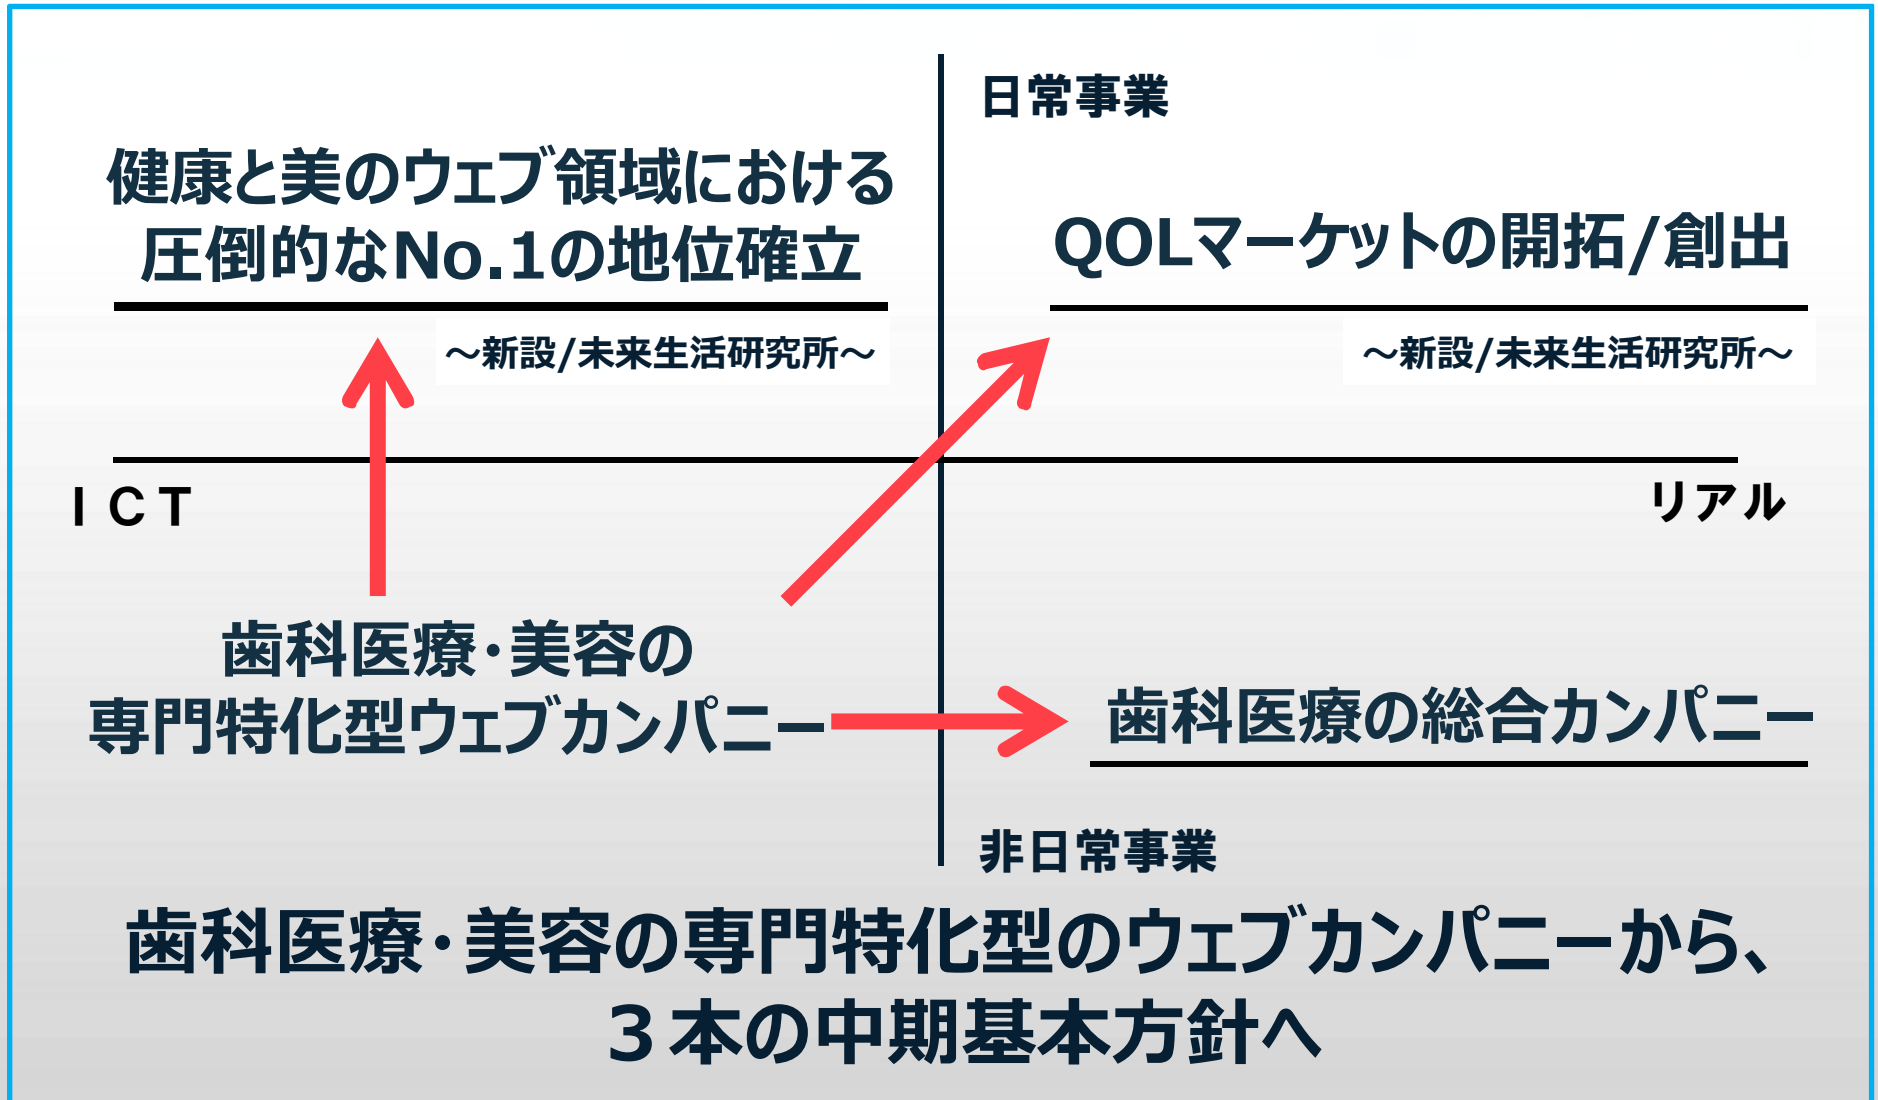 日常事業
健康と美のウェブ領域における
圧倒的なNo.1の地位確立
～新設/未来生活研究所～
QOLマーケットの開拓/創出
～新設/未来生活研究所～
ＩＣＴ
リアル
歯科医療・美容の
専門特化型ウェブカンパニー
歯科医療の総合カンパニー
非日常事業
歯科医療・美容の専門特化型のウェブカンパニーから、
３本の中期基本方針へ